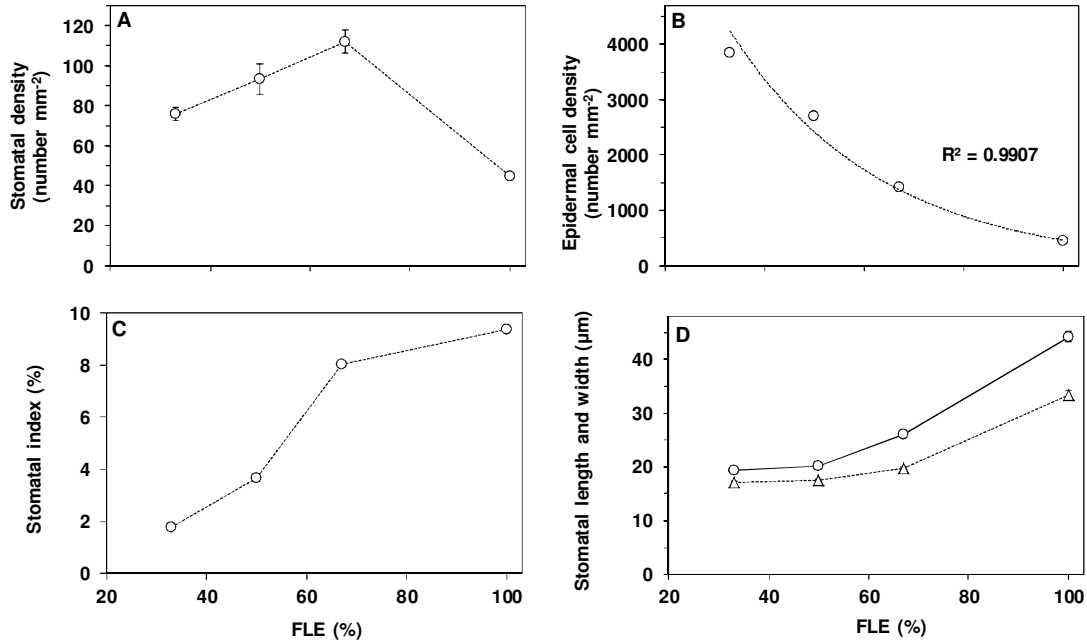 A
Stomatal density
(number mm-2)
120
100
80
60
40
20
0
B
Epidermal cell density
(number mm-2)
4000
3000
2000
1000
0
R² = 0.9907
C
Stomatal index (%)
10
8
6
4
2
0
20
40
60
80
100
FLE (%)
D
Stomatal length and width (µm)
40
30
20
10
0
20
40
60
80
100
FLE (%)